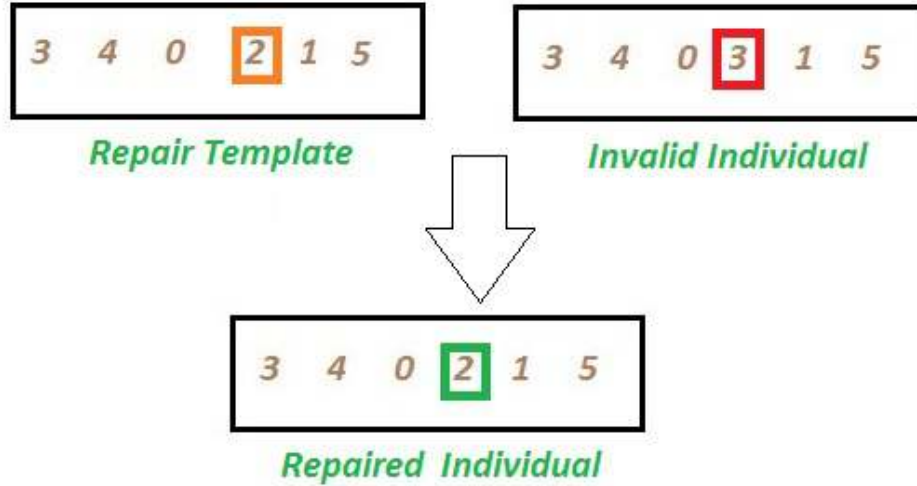 3 4 0 2 1 5
Repair Template
3 4 0 3 1 5
Invalid Individual
3 4 0 2 1 5
Repaired Individual